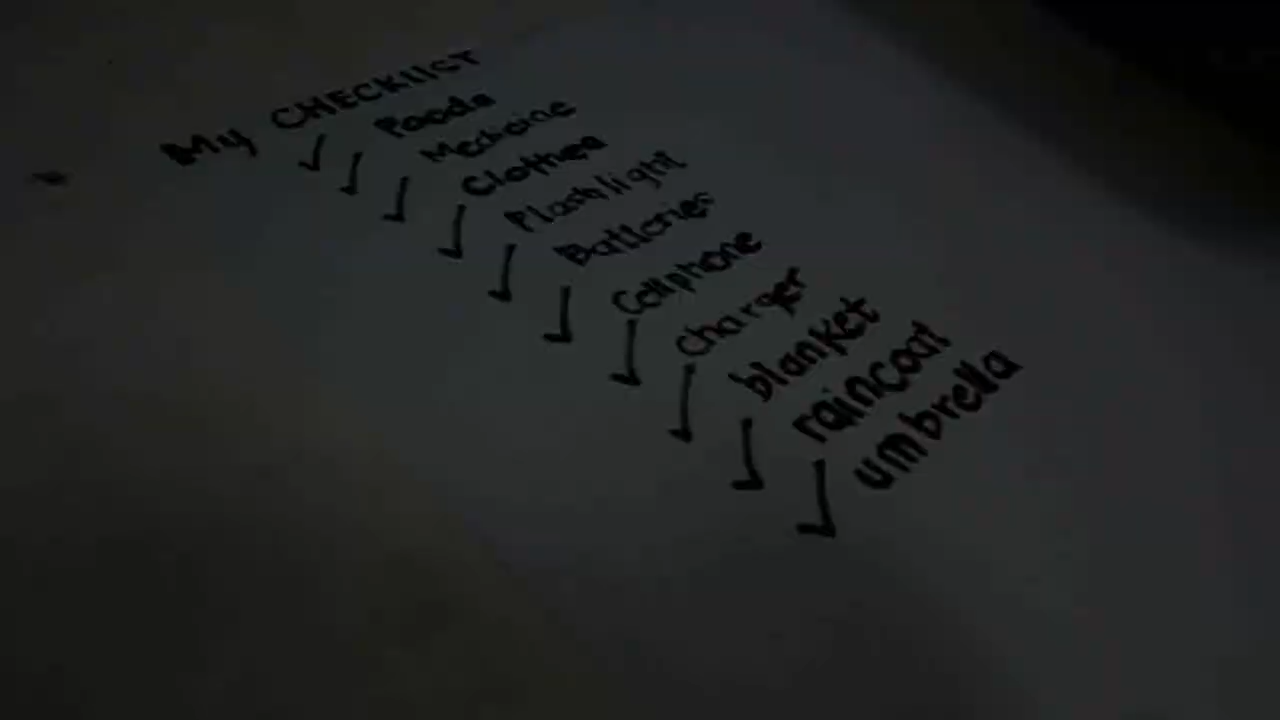 My CHECKLIST
✓ Foods
✓ Medicine
✓ Clothes
✓ Flashlight
✓ Batteries
✓ Cellphone
✓ charger
✓ blanket
✓ raincoat
✓ umbrella